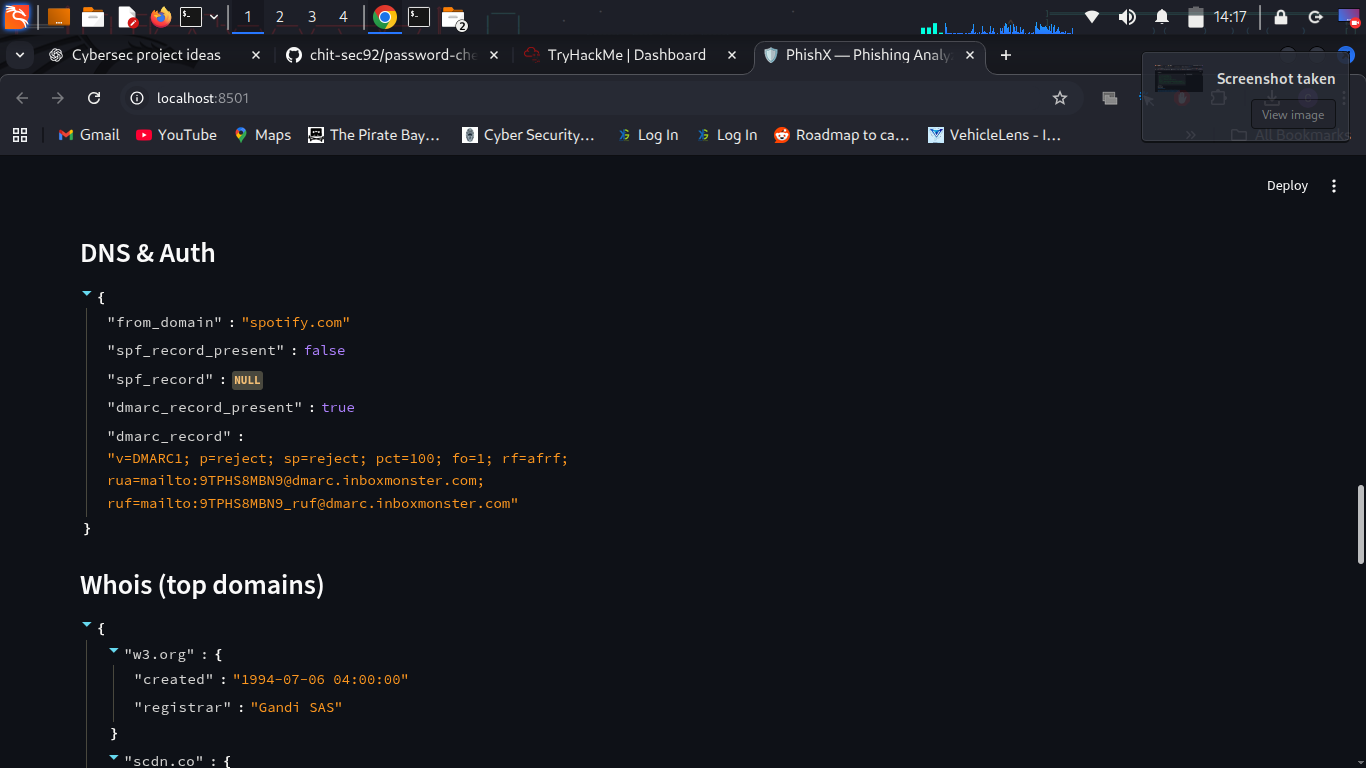 1 2 3 4 2 14:17
Cybersec project ideas chit-sec92/password-che TryHackMe | Dashboard PhishX — Phishing Analy
Screenshot taken
localhost:8501
View image
Gmail YouTube Maps The Pirate Bay... Cyber Security... Log In Log In Roadmap to ca... VehicleLens - I... » All Bookmarks
Deploy
DNS & Auth
{
"from_domain" : "spotify.com"
"spf_record_present" : false
"spf_record" : NULL
"dmarc_record_present" : true
"dmarc_record" :
"v=DMARC1; p=reject; sp=reject; pct=100; fo=1; rf=afrf;
rua=mailto:9TPHS8MBN9@dmarc.inboxmonster.com;
ruf=mailto:9TPHS8MBN9_ruf@dmarc.inboxmonster.com"
}
Whois (top domains)
{
"w3.org" : {
"created" : "1994-07-06 04:00:00"
"registrar" : "Gandi SAS"
}
"scdn.co" : {